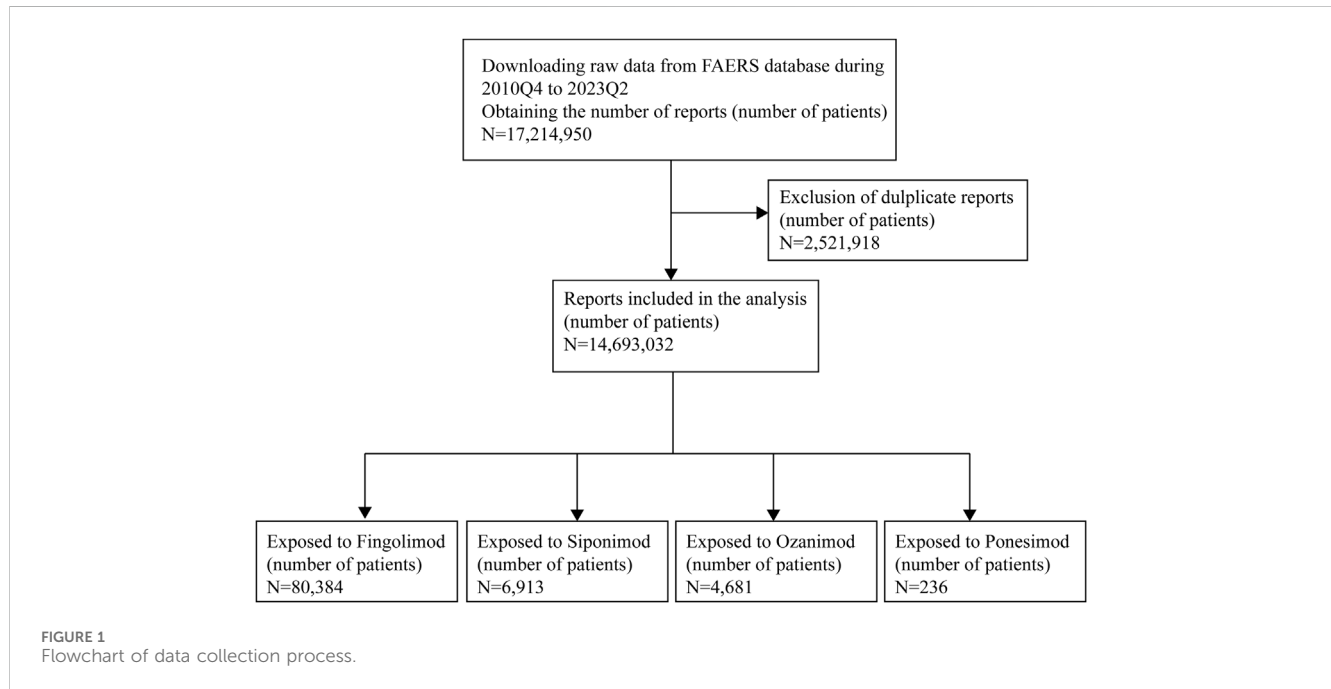 Downloading raw data from FAERS database during
2010Q4 to 2023Q2
Obtaining the number of reports (number of patients)
N=17,214,950
Exclusion of dulplicate reports
(number of patients)
N=2,521,918
Reports included in the analysis
(number of patients)
N=14,693,032
Exposed to Fingolimod
(number of patients)
N=80,384
Exposed to Siponimod
(number of patients)
N=6,913
Exposed to Ozanimod
(number of patients)
N=4,681
Exposed to Ponesimod
(number of patients)
N=236
FIGURE 1
Flowchart of data collection process.